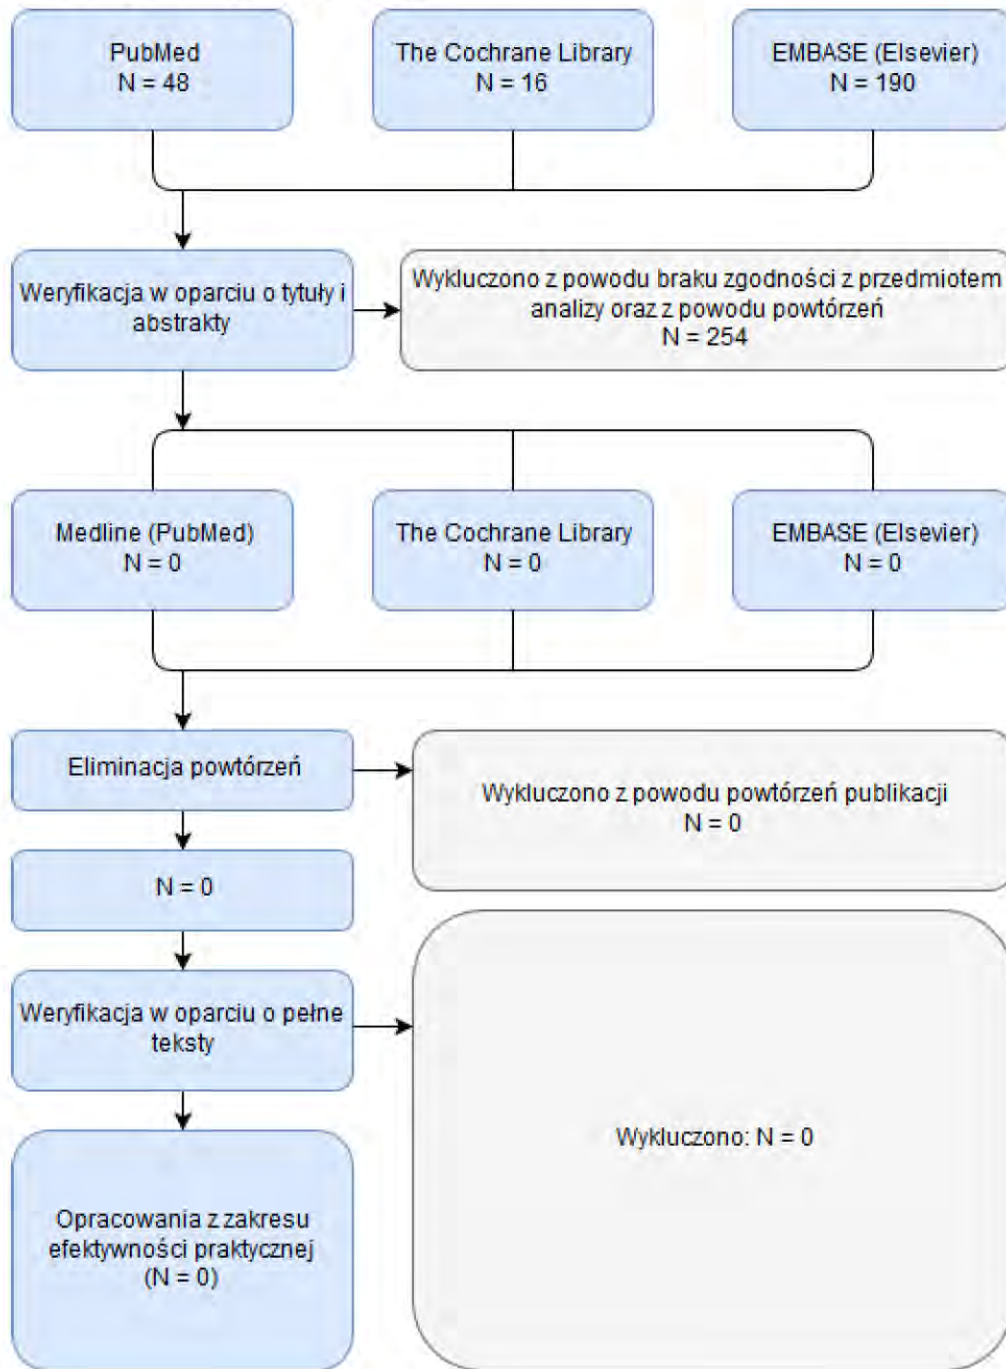 PubMed
N = 48
The Cochrane Library
N = 16
EMBASE (Elsevier)
N = 190
Weryfikacja w oparciu o tytuły i
abstrakty
Wykluczono z powodu braku zgodności z przedmiotem
analizy oraz z powodu powtórzeń
N = 254
Medline (PubMed)
N = 0
The Cochrane Library
N = 0
EMBASE (Elsevier)
N = 0
Eliminacja powtórzeń
Wykluczono z powodu powtórzeń publikacji
N = 0
N = 0
Weryfikacja w oparciu o pełne
teksty
Wykluczono: N = 0
Opracowania z zakresu
efektywności praktycznej
(N = 0)